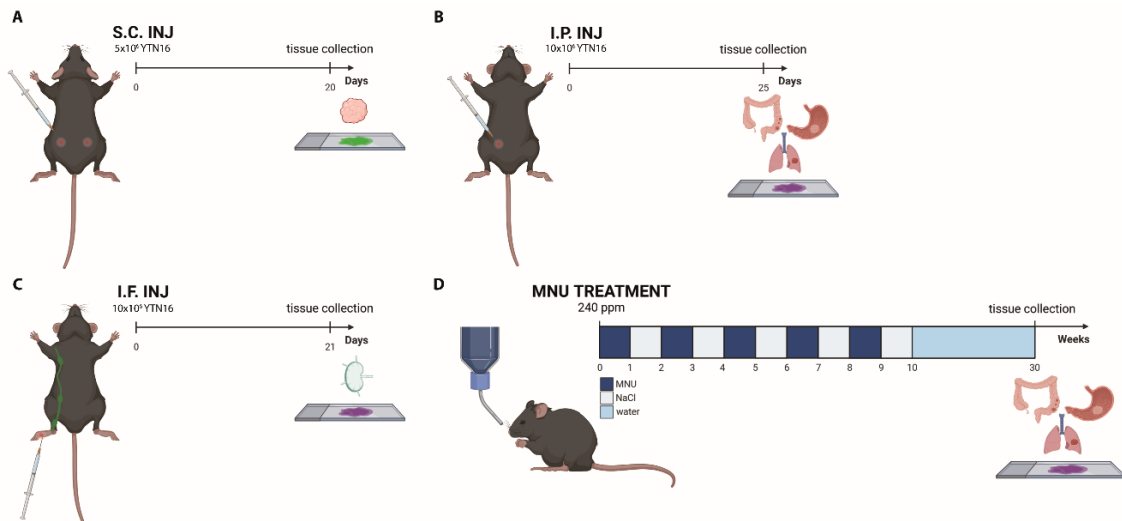 A
S.C. INJ
5x10⁶ YTN16
tissue collection
0
20
Days
B
I.P. INJ
10x10⁶ YTN16
tissue collection
0
25
Days
C
I.F. INJ
10x10⁵ YTN16
tissue collection
0
21
Days
D
MNU TREATMENT
240 ppm
tissue collection
Weeks
0 1 2 3 4 5 6 7 8 9 10 30
MNU
NaCl
water